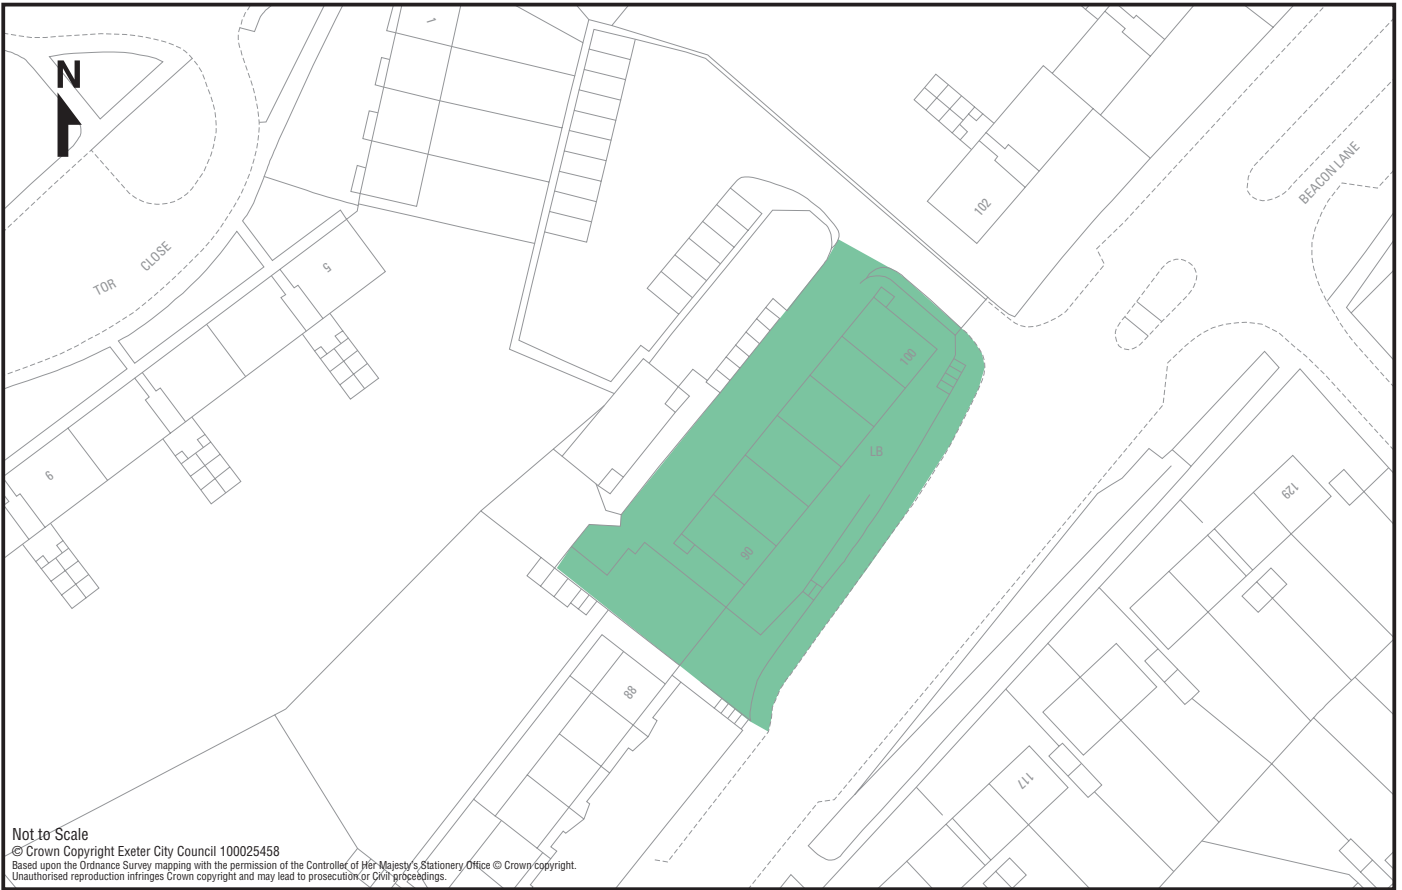 1
N
BEACON LANE
102
TOR CLOSE
5
100
LB
6
129
90
88
117
Not to Scale
© Crown Copyright Exeter City Council 100025458
Based upon the Ordnance Survey mapping with the permission of the Controller of Her Majesty's Stationery Office © Crown copyright.
Unauthorised reproduction infringes Crown copyright and may lead to prosecution or Civil proceedings.